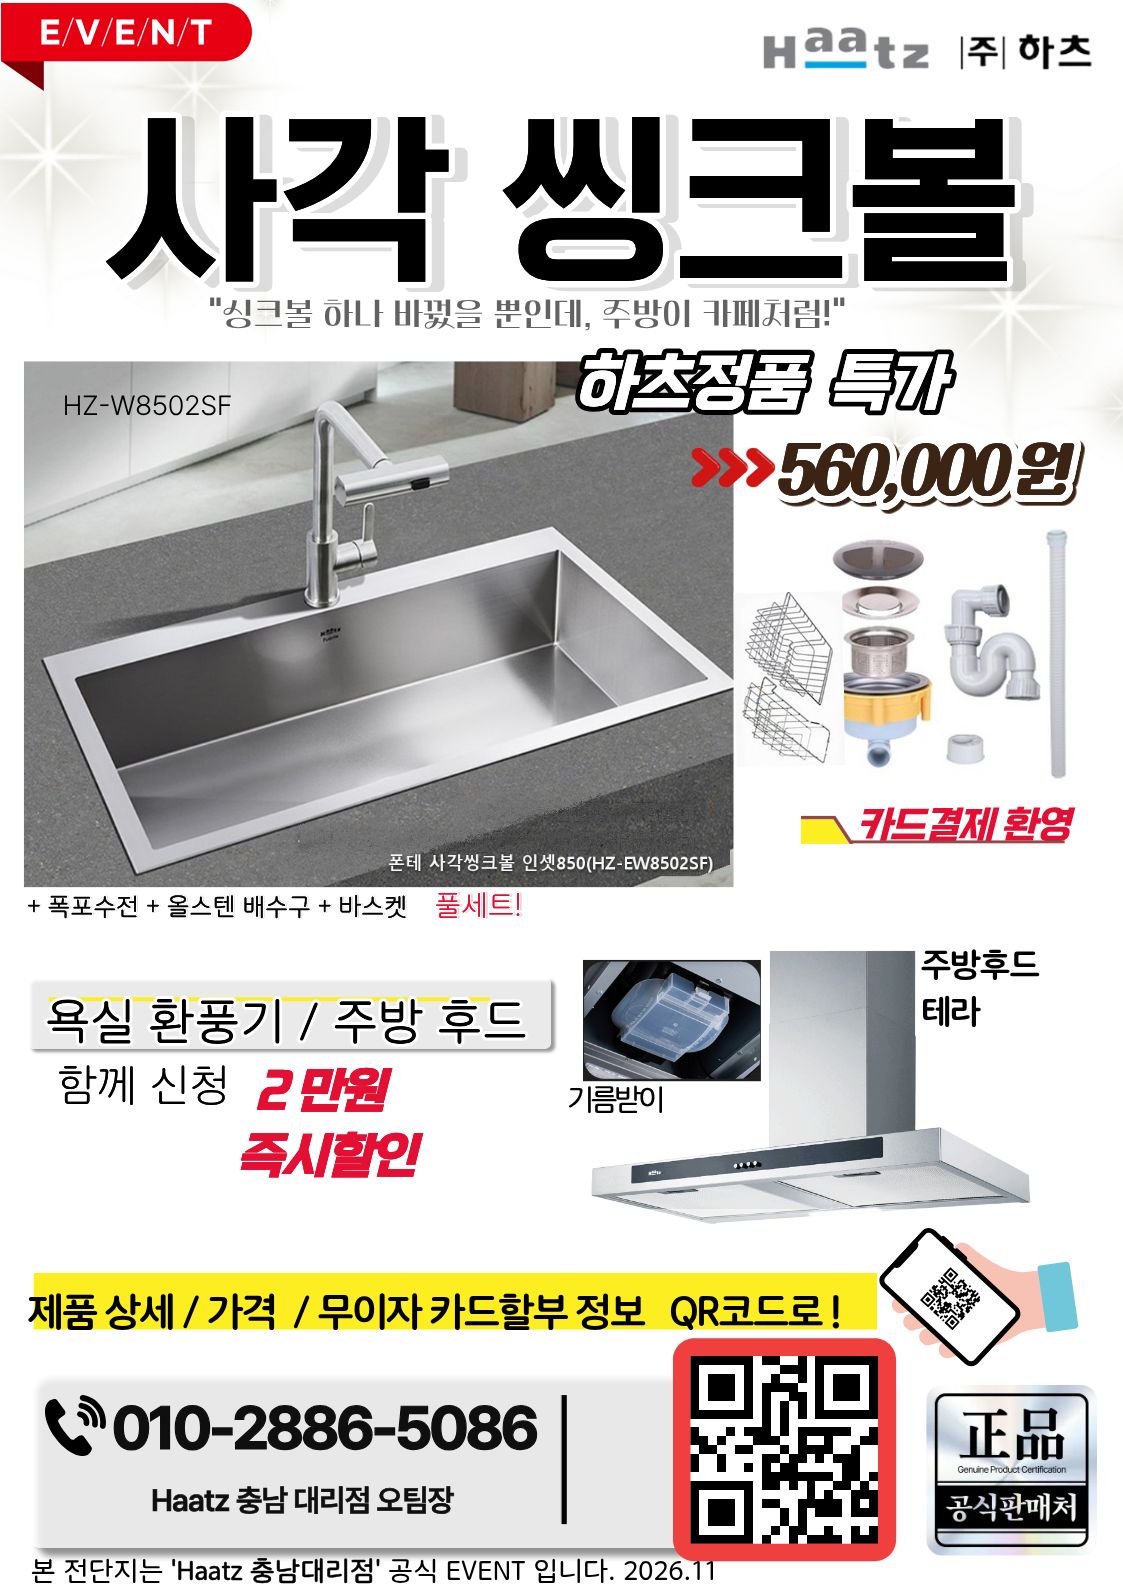 E/V/E/N/T
Haatz |주| 하츠
사각 씽크볼
"싱크볼 하나 바꿨을 뿐인데, 주방이 카페처럼!"
HZ-W8502SF
하츠정품 특가
560,000원!
Haatz
카드결제 환영
폰테 사각씽크볼 인셋850(HZ-EW8502SF)
+ 폭포수전 + 올스텐 배수구 + 바스켓 풀세트!
주방후드
테라
욕실 환풍기 / 주방 후드
함께 신청 2만원
즉시할인
기름받이
제품 상세 / 가격 / 무이자 카드할부 정보 QR코드로 !
010-2886-5086
Haatz 충남 대리점 오팀장
正品
Genuine Product Certification
공식판매처
본 전단지는 'Haatz 충남대리점' 공식 EVENT 입니다. 2026.11